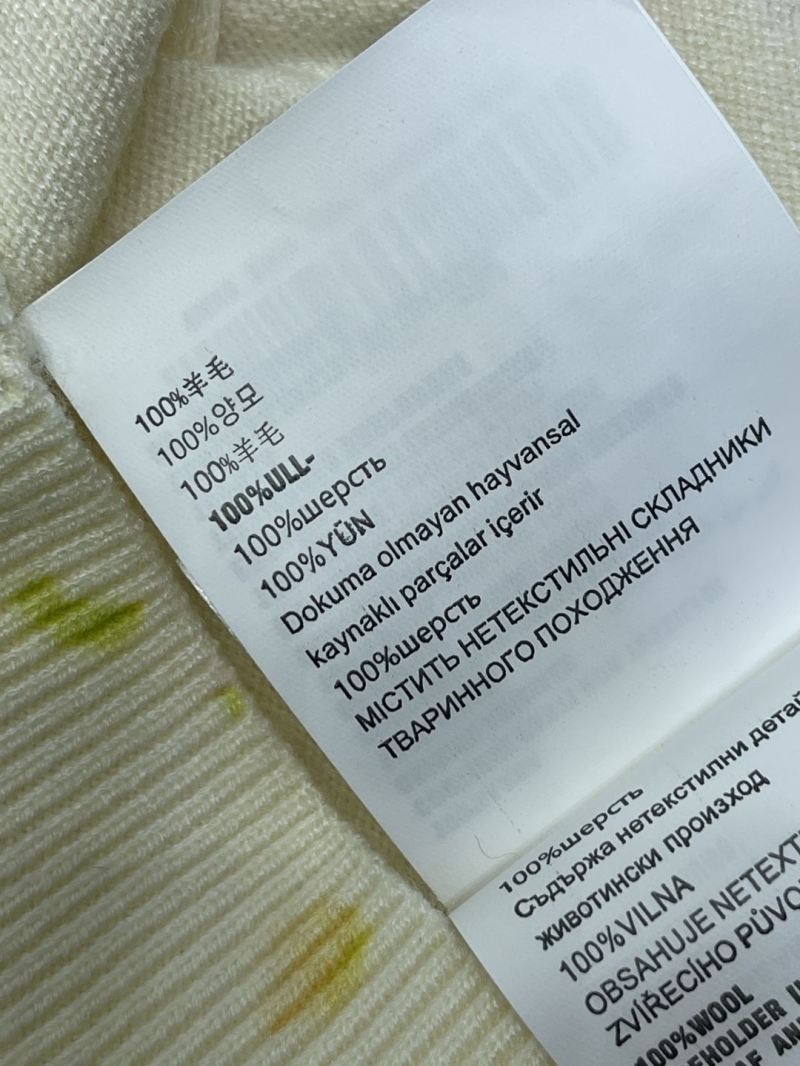 100%羊毛
100%양모
100%羊毛
100%ULL-
100%шерсть
100%YÜN
Dokuma olmayan hayvansal
kaynaklı parçalar içerir
100%шерсть
МІСТИТЬ НЕТЕКСТИЛЬНІ СКЛАДНИКИ
ТВАРИННОГО ПОХОДЖЕННЯ
100%шерсть
Съдържа нетекстилни
животински произход
100%VILNA
OBSAHUJE
ZVÍŘECÍHO
100%WOOL